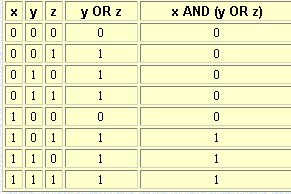 x y z y OR z x AND (y OR z)
0 0 0 0 0
0 0 1 1 0
0 1 0 1 0
0 1 1 1 0
1 0 0 0 0
1 0 1 1 1
1 1 0 1 1
1 1 1 1 1